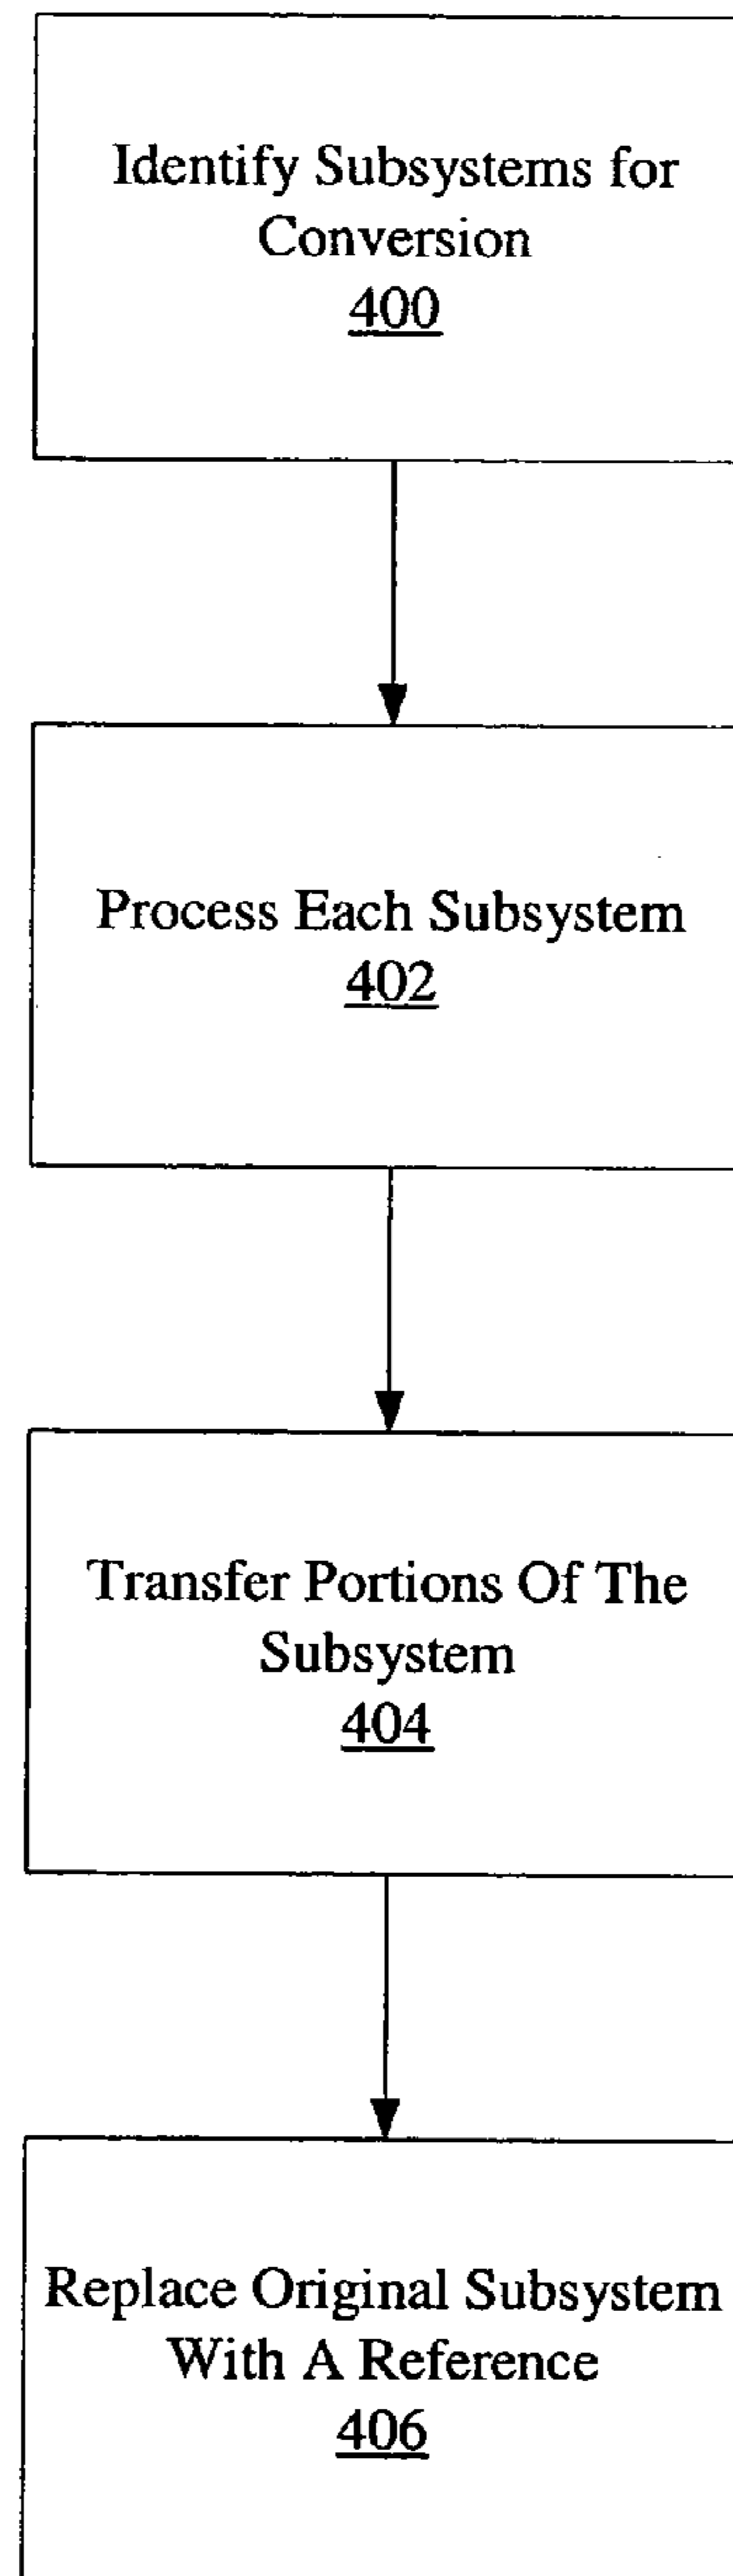 Identify Subsystems for
Conversion
400
Process Each Subsystem
402
Transfer Portions Of The
Subsystem
404
Replace Original Subsystem
With A Reference
406